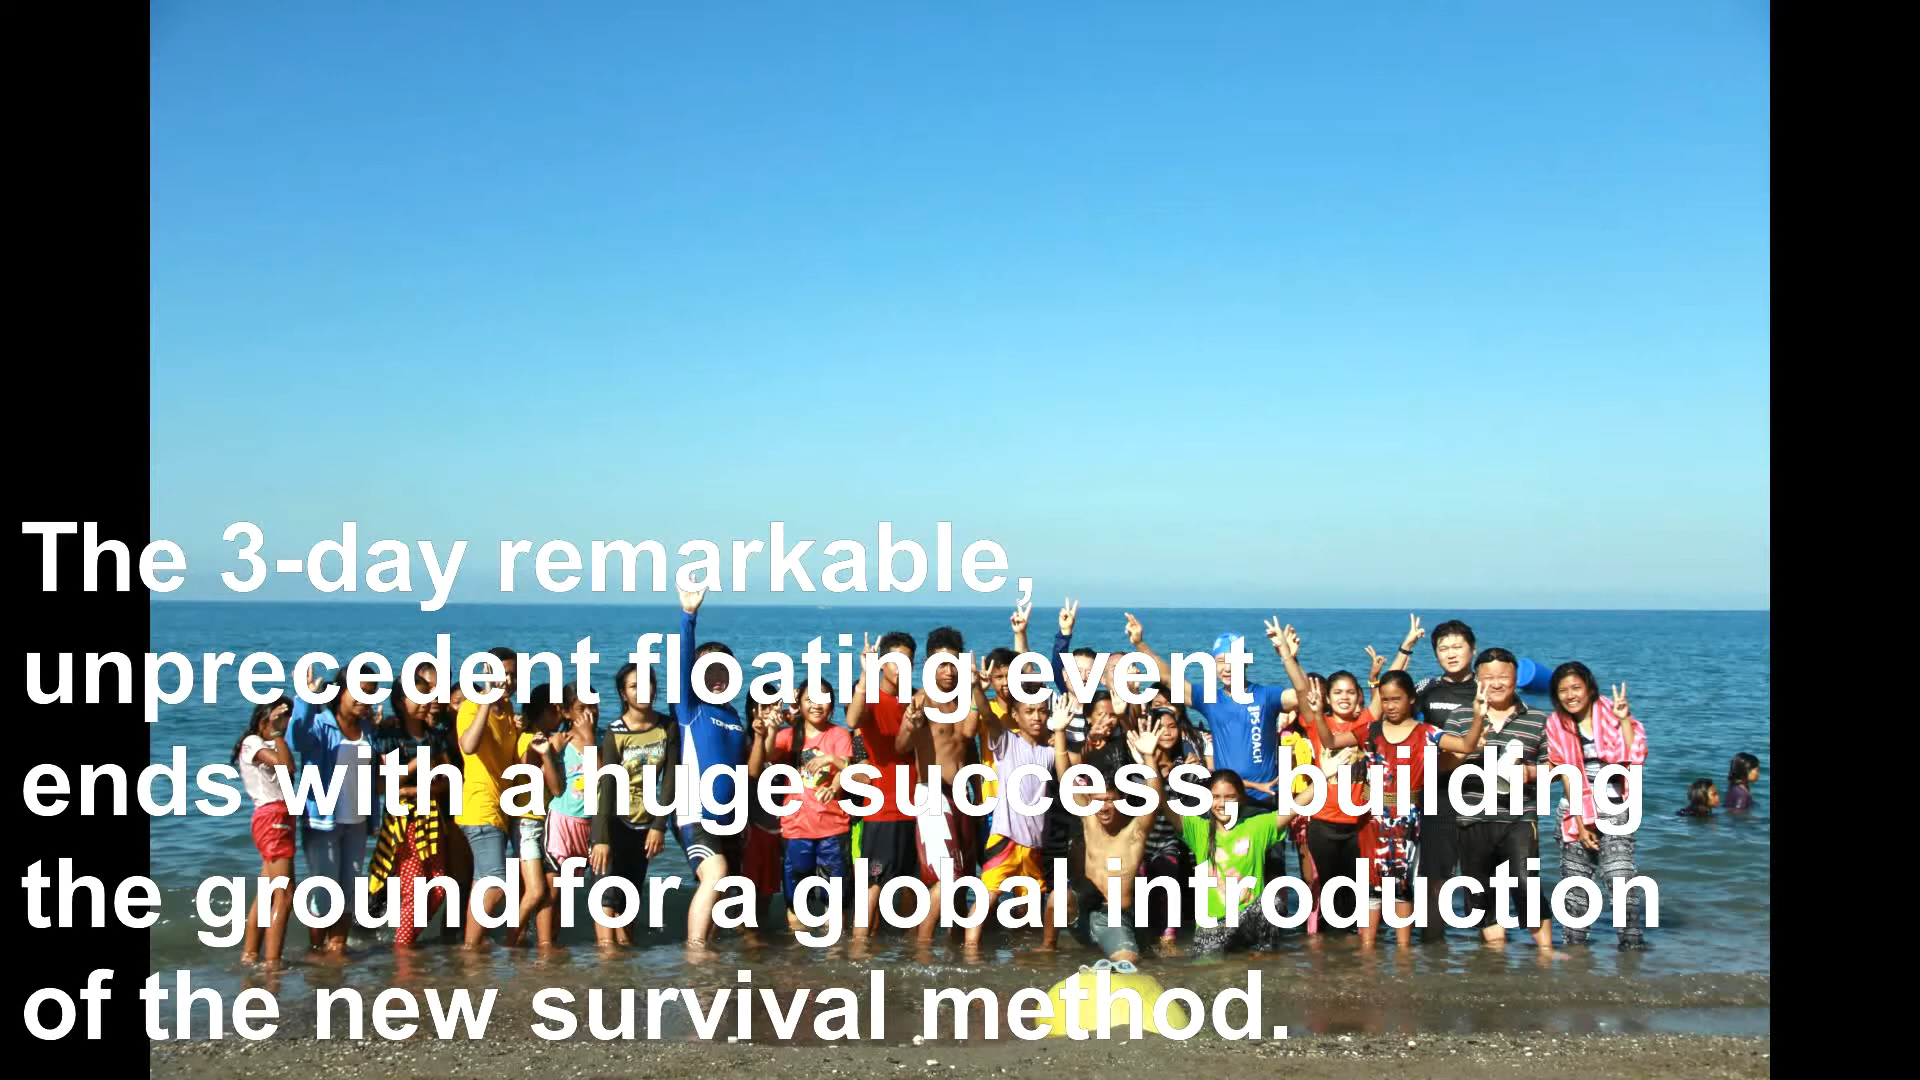 The 3-day remarkable,
unprecedent floating event
ends with a huge success, building
the ground for a global introduction
of the new survival method.
COACH